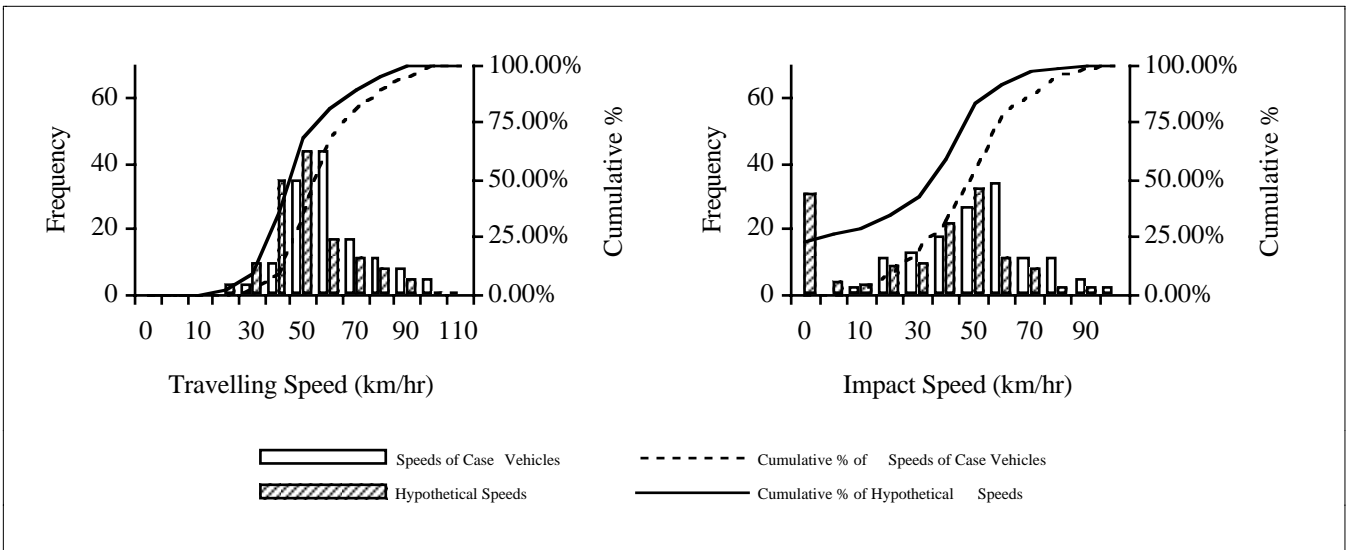 100.00%
75.00%
50.00%
25.00%
0.00%
60
40
20
0
Frequency
Cumulative %
0 10 30 50 70 90 110
Travelling Speed (km/hr)
100.00%
75.00%
50.00%
25.00%
0.00%
60
40
20
0
Frequency
Cumulative %
0 10 30 50 70 90
Impact Speed (km/hr)
Speeds of Case Vehicles
Cumulative % of Speeds of Case Vehicles
Hypothetical Speeds
Cumulative % of Hypothetical Speeds